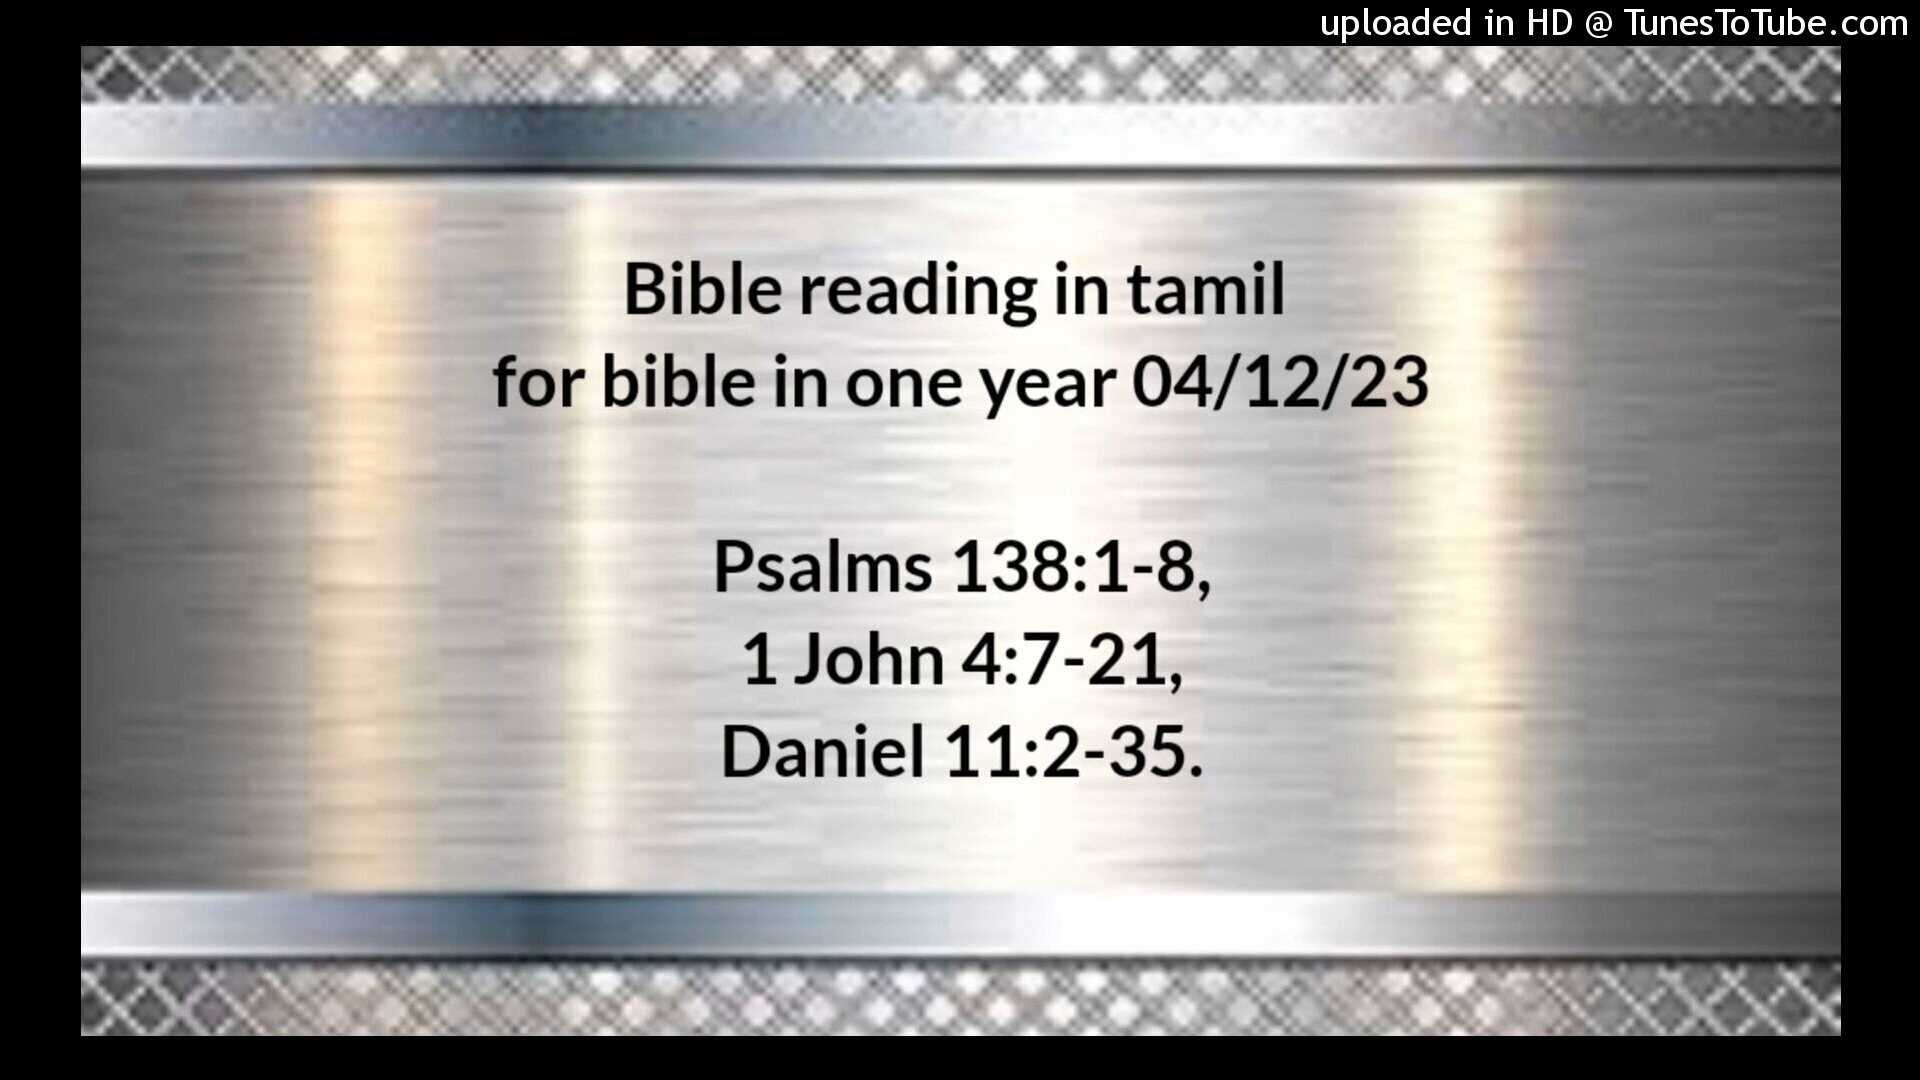 uploaded in HD @ TunesToTube.com
Bible reading in tamil
for bible in one year 04/12/23
Psalms 138:1-8,
1 John 4:7-21,
Daniel 11:2-35.